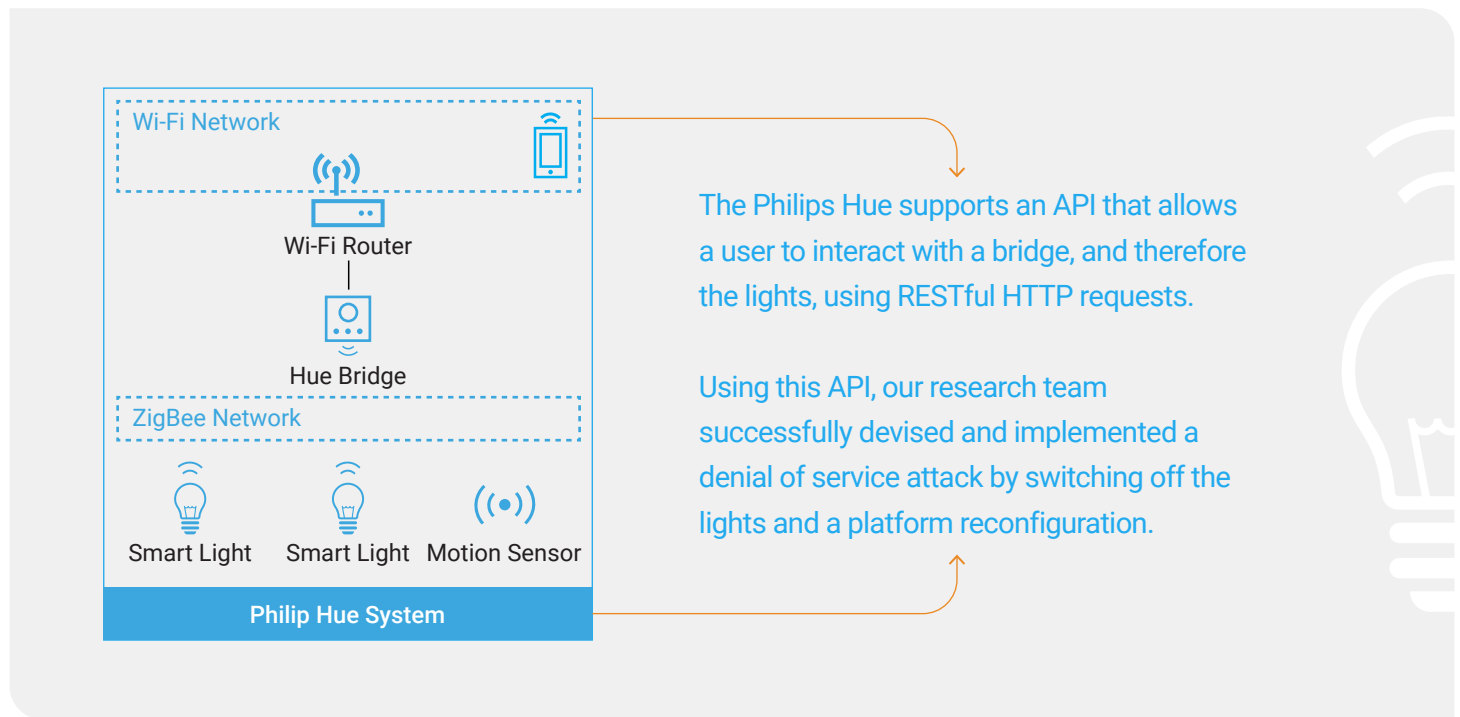 Wi-Fi Network
Wi-Fi Router
Hue Bridge
ZigBee Network
Smart Light
Smart Light
Motion Sensor
Philip Hue System
The Philips Hue supports an API that allows
a user to interact with a bridge, and therefore
the lights, using RESTful HTTP requests.
Using this API, our research team
successfully devised and implemented a
denial of service attack by switching off the
lights and a platform reconfiguration.